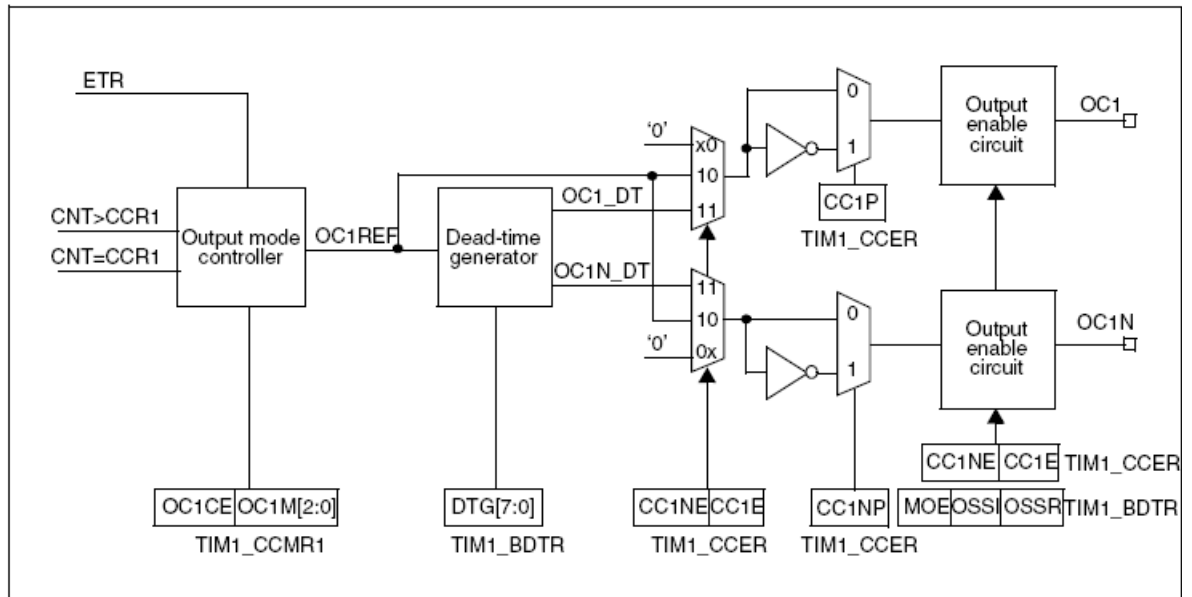 ETR
CNT>CCR1
CNT=CCR1
Output mode
controller
OC1REF
Dead-time
generator
OC1_DT
OC1N_DT
‘0’
x0
10
11
11
10
0x
‘0’
0
1
CC1P
TIM1_CCER
0
1
Output
enable
circuit
OC1
Output
enable
circuit
OC1N
OC1CE OC1M[2:0]
TIM1_CCMR1
DTG[7:0]
TIM1_BDTR
CC1NE CC1E
TIM1_CCER
CC1NP
TIM1_CCER
CC1NE CC1E TIM1_CCER
MOE OSSI OSSR TIM1_BDTR